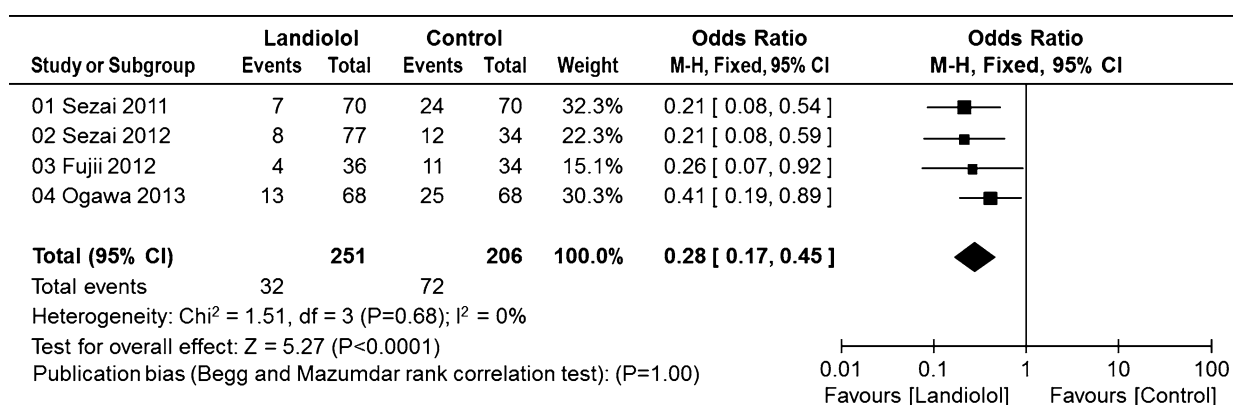 Landiolol Control Odds Ratio Odds Ratio
Study or Subgroup Events Total Events Total Weight M-H, Fixed, 95% CI M-H, Fixed, 95% CI
01 Sezai 2011 7 70 24 70 32.3% 0.21 [ 0.08, 0.54 ]
02 Sezai 2012 8 77 12 34 22.3% 0.21 [ 0.08, 0.59 ]
03 Fujii 2012 4 36 11 34 15.1% 0.26 [ 0.07, 0.92 ]
04 Ogawa 2013 13 68 25 68 30.3% 0.41 [ 0.19, 0.89 ]
Total (95% CI) 251 206 100.0% 0.28 [ 0.17, 0.45 ]
Total events 32 72
Heterogeneity: Chi² = 1.51, df = 3 (P=0.68); I² = 0%
Test for overall effect: Z = 5.27 (P<0.0001)
Publication bias (Begg and Mazumdar rank correlation test): (P=1.00)
0.01 0.1 1 10 100
Favours [Landiolol] Favours [Control]